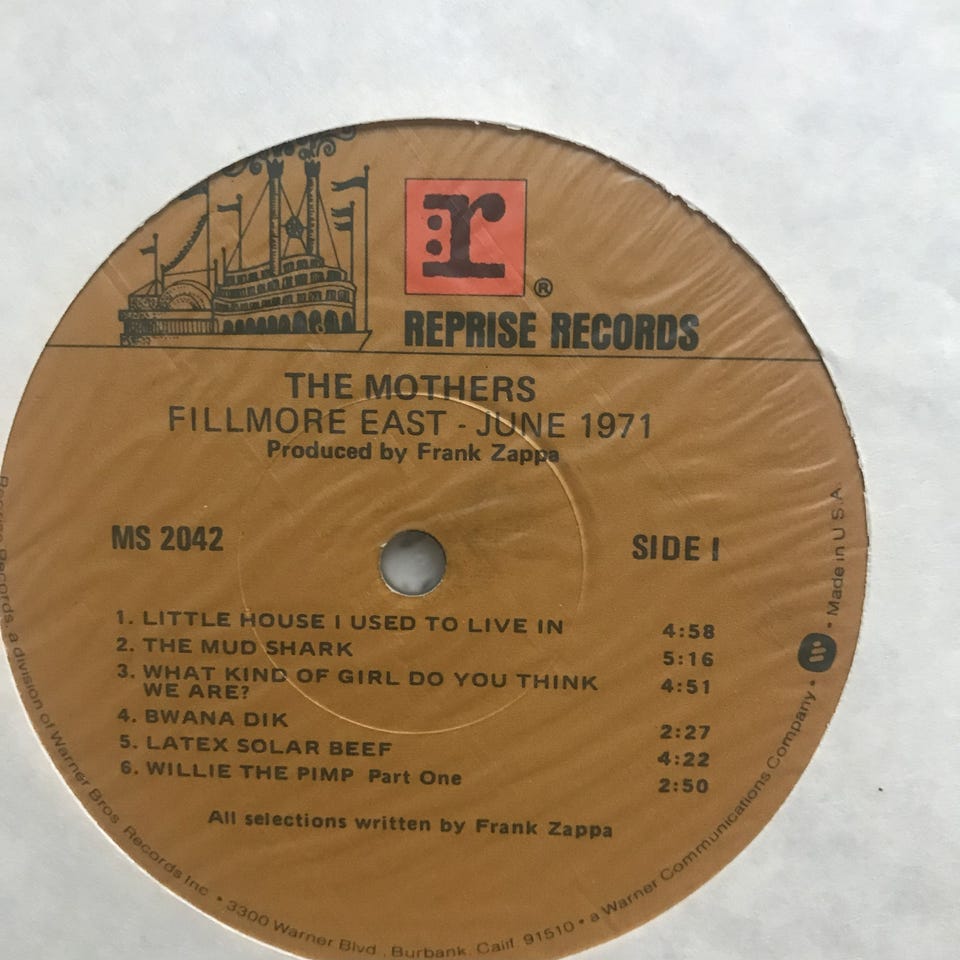 r
®
REPRISE RECORDS
THE MOTHERS
FILLMORE EAST - JUNE 1971
Produced by Frank Zappa
MS 2042
SIDE I
1. LITTLE HOUSE I USED TO LIVE IN 4:58
2. THE MUD SHARK 5:16
3. WHAT KIND OF GIRL DO YOU THINK
WE ARE? 4:51
4. BWANA DIK 2:27
5. LATEX SOLAR BEEF 4:22
6. WILLIE THE PIMP Part One 2:50
All selections written by Frank Zappa
Reprise Records, a division of Warner Bros. Records Inc. • 3300 Warner Blvd., Burbank, Calif. 91510 • a Warner Communications Company • Made in U.S.A.